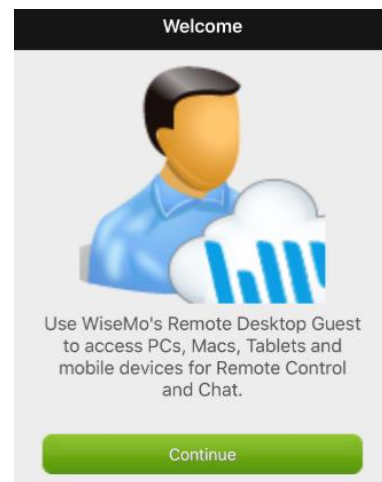 Welcome
Use WiseMo's Remote Desktop Guest
to access PCs, Macs, Tablets and
mobile devices for Remote Control
and Chat.
Continue